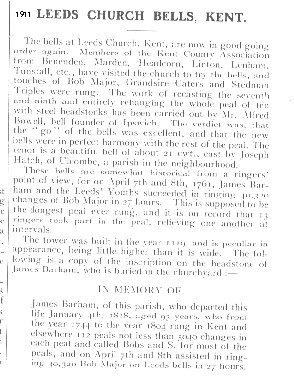 1911 LEEDS CHURCH BELLS, KENT.
The bells at Leeds Church, Kent, are now in good going
order again. Members of the Kent County Association
from Benenden, Marden, Headcorn, Linton, Lenham,
Tunstall, etc., have visited the church to try the bells, and
touches of Bob Major, Grandsire Caters and Stedman
Triples were rung. The work of recasting the seventh
and ninth and entirely rehanging the whole peal of ten
with steel headstocks has been carried out by Mr. Alfred
Bowell, bell founder of Ipswich. The verdict was, that
the "go" of the bells was excellent, and that the new
bells were in perfect harmony with the rest of the peal. The
tenor is a beautiful bell of about 21 cwt., cast by Joseph
Hatch, of Ulcombe, a parish in the neighbourhood.
These bells are somewhat historical from a ringers'
point of view, for on April 7th and 8th, 1761, James Bar-
ham and the Leeds' Youths succeeded in ringing 40,320
changes of Bob Major in 27 hours. This is supposed to be
the longest peal ever rung, and it is on record that 13
ringers took part in the peal, relieving one another at
intervals.
The tower was built in the year and is peculiar in
appearance, being little higher than it is wide. The fol-
lowing is a copy of the inscription on the headstone of
James Barham, who is buried in the churchyard :—
IN MEMORY OF
James Barham, of this parish, who departed this
life January 4th, 1818, aged 93 years, who from
the year 1744 to the year 1804 rang in Kent and
elsewhere 112 peals not less than 5040 changes in
each peal and called Bobs and S. for most of the
peals, and on April 7th and 8th assisted in ring-
ing 40,320 Bob Major on Leeds bells in 27 hours.